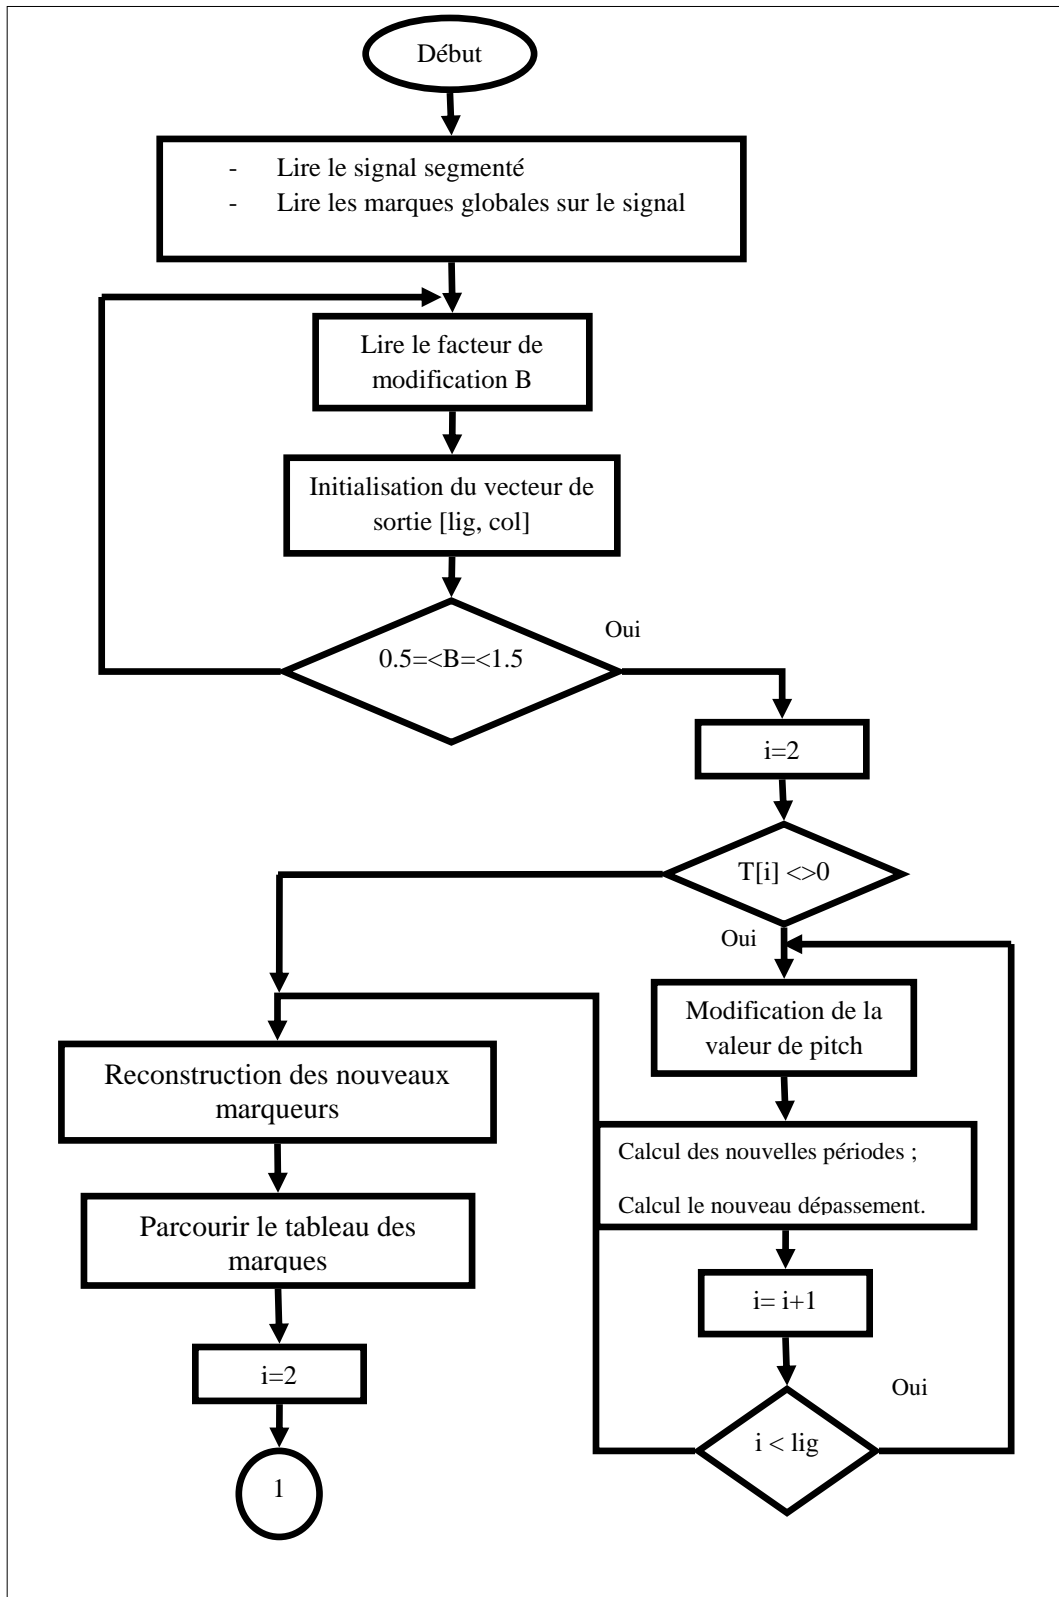 Début
- Lire le signal segmenté
- Lire les marques globales sur le signal
Lire le facteur de
modification B
Initialisation du vecteur de
sortie [lig, col]
Oui
0.5=<B=<1.5
i=2
T[i] <>0
Oui
Modification de la
valeur de pitch
Calcul des nouvelles périodes ;
Calcul le nouveau dépassement.
i= i+1
Oui
i < lig
Reconstruction des nouveaux
marqueurs
Parcourir le tableau des
marques
i=2
1